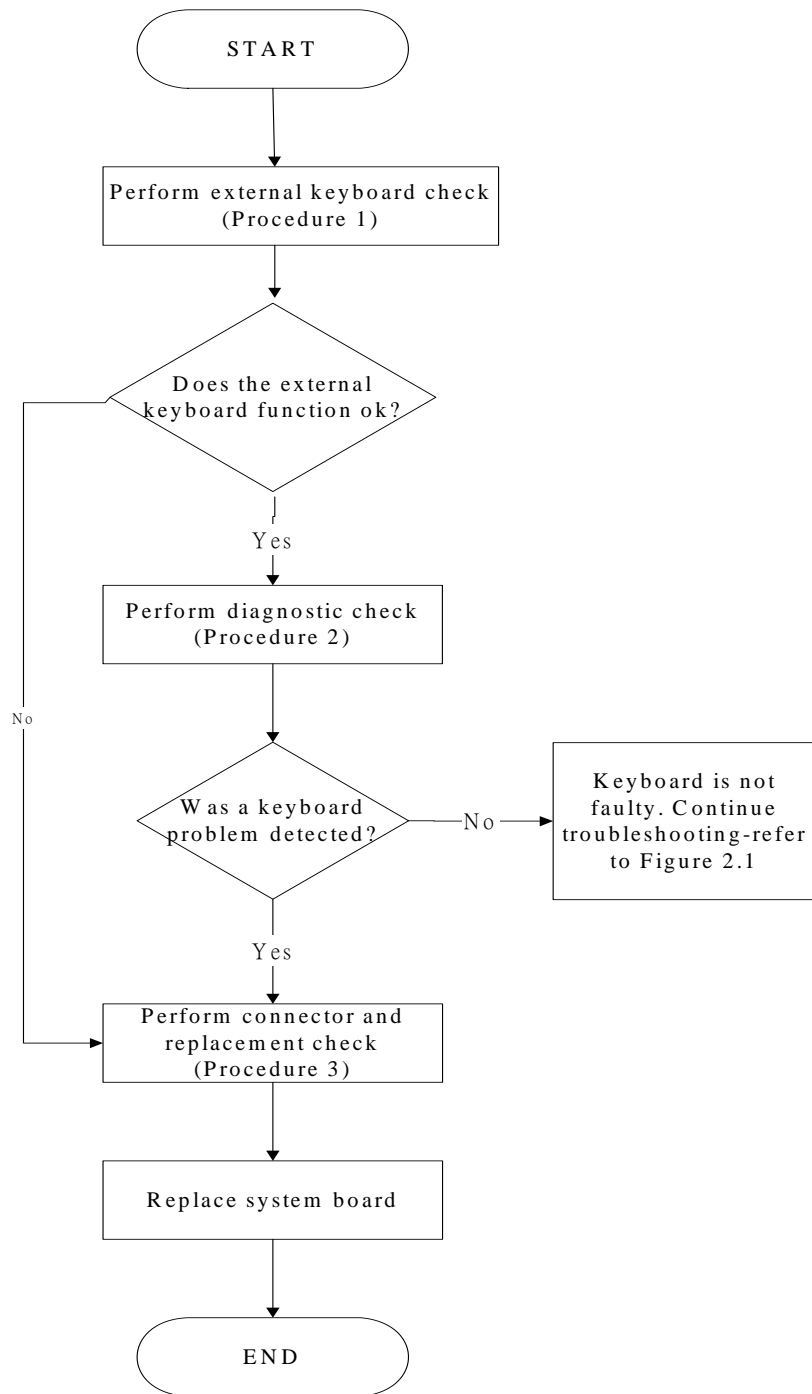 START
Perform external keyboard check
(Procedure 1)
Does the external
keyboard function ok?
Yes
Perform diagnostic check
(Procedure 2)
No
Was a keyboard
problem detected?
No
Keyboard is not
faulty. Continue
troubleshooting-refer
to Figure 2.1
Yes
Perform connector and
replacement check
(Procedure 3)
Replace system board
END